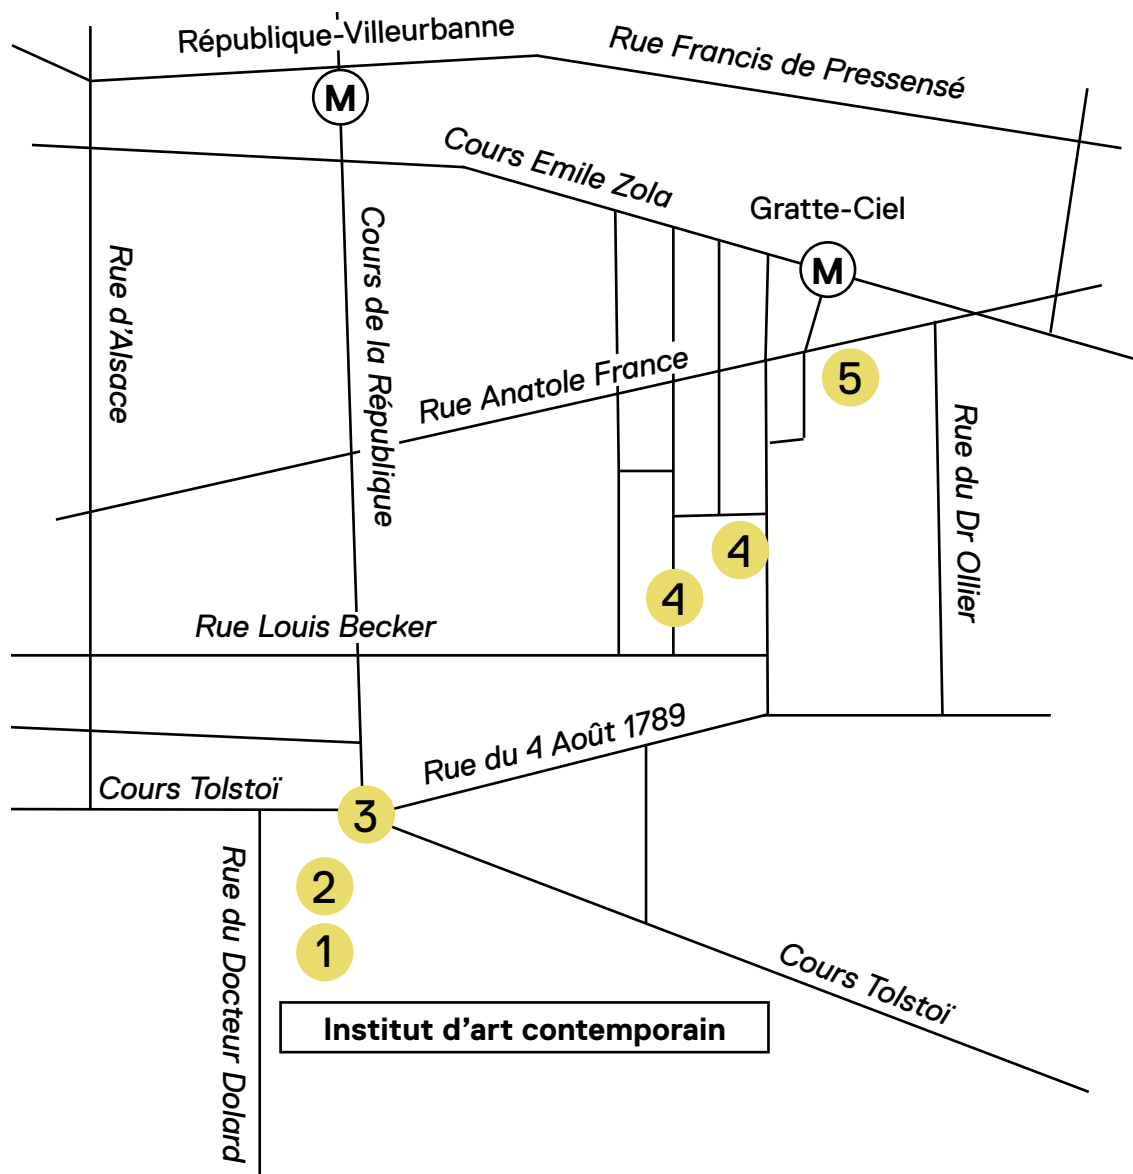 République-Villeurbanne
Rue Francis de Pressensé
M
Cours Emile Zola
Gratte-Ciel
M
Rue d'Alsace
Cours de la République
Rue Anatole France
5
Rue du Dr Ollier
4
4
Rue Louis Becker
Rue du 4 Août 1789
Cours Tolstoï
3
Rue du Docteur Dolard
2
1
Cours Tolstoï
Institut d’art contemporain